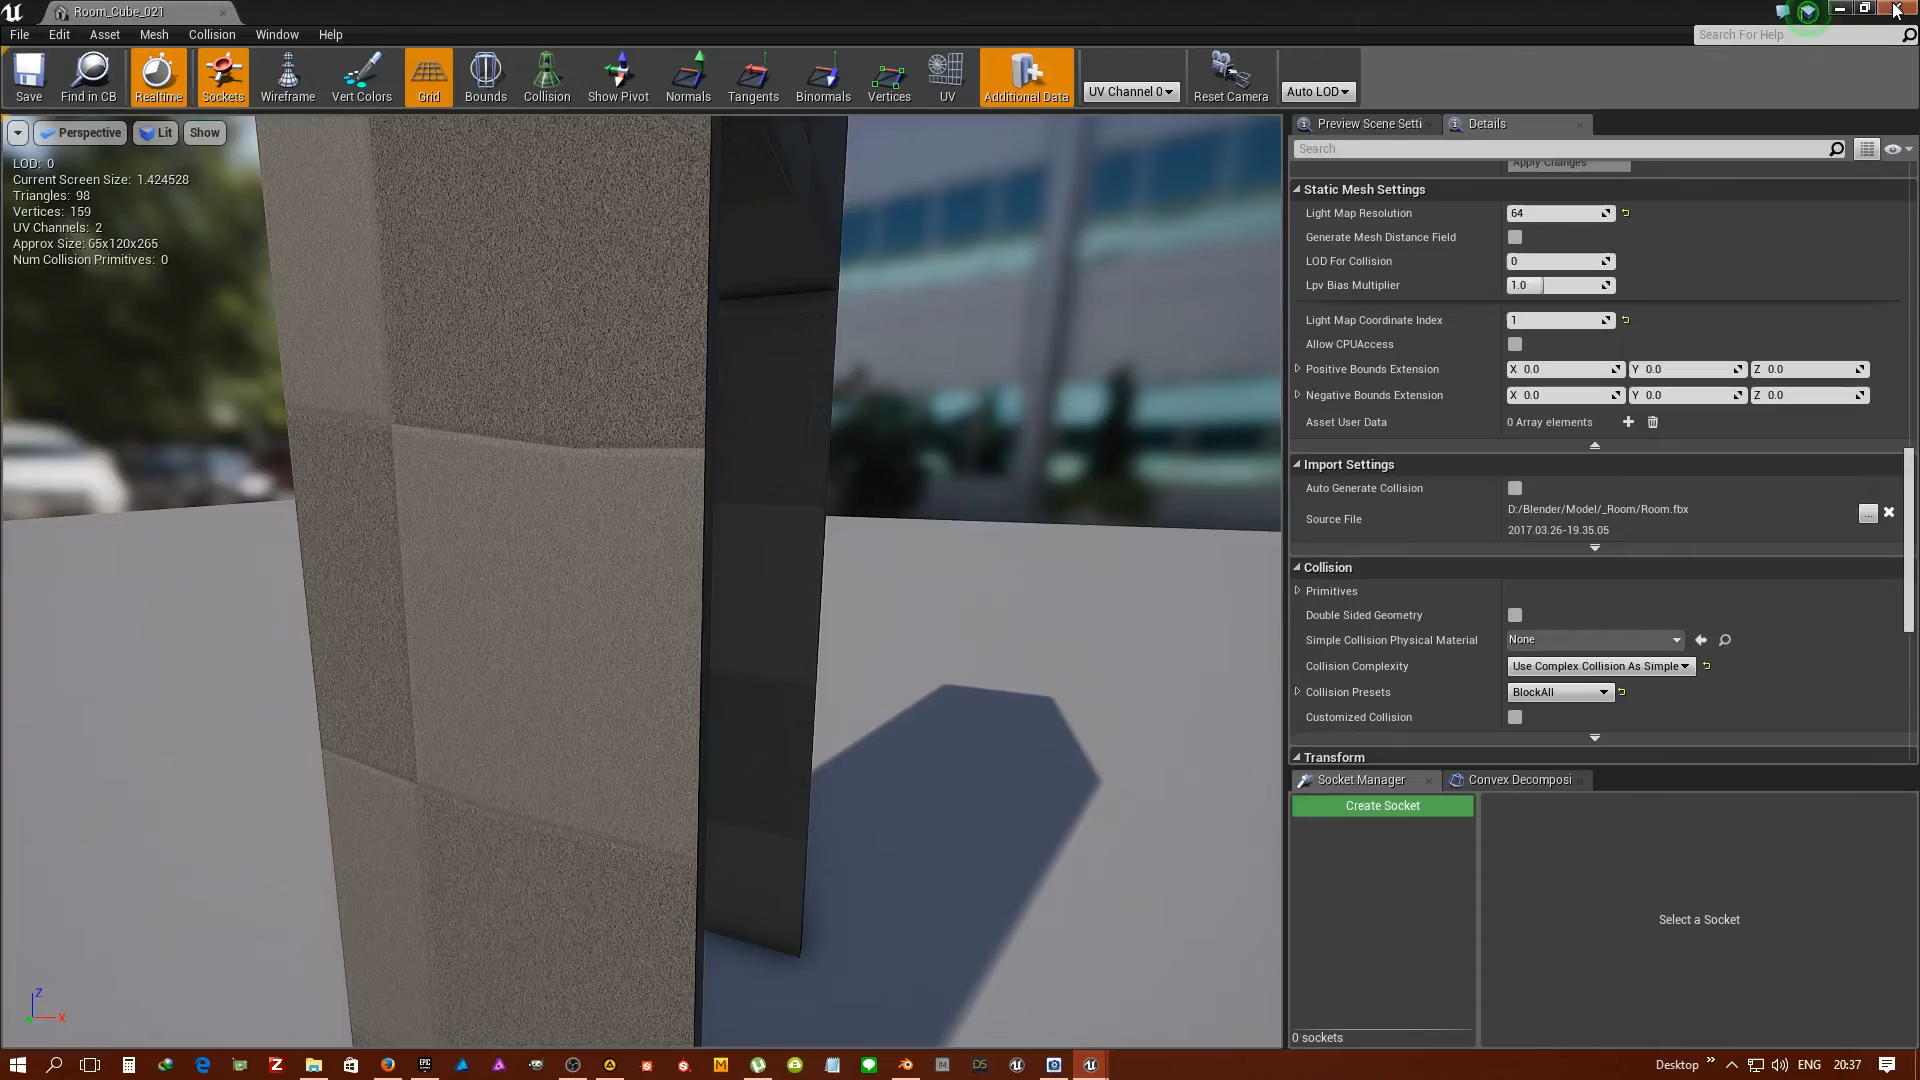 Room_Cube_021
File Edit Asset Mesh Collision Window Help
Search For Help
Save Find in CB Realtime Sockets Wireframe Vert Colors Grid Bounds Collision Show Pivot Normals Tangents Binormals Vertices UV Additional Data UV Channel 0 Reset Camera Auto LOD
Perspective Lit Show
LOD: 0
Current Screen Size: 1.424528
Triangles: 98
Vertices: 159
UV Channels: 2
Approx Size: 65x120x265
Num Collision Primitives: 0
Z
X
Preview Scene Setti Details
Search
Apply Changes
Static Mesh Settings
Light Map Resolution 64
Generate Mesh Distance Field
LOD For Collision 0
Lpv Bias Multiplier 1.0
Light Map Coordinate Index 1
Allow CPUAccess
Positive Bounds Extension X 0.0 Y 0.0 Z 0.0
Negative Bounds Extension X 0.0 Y 0.0 Z 0.0
Asset User Data 0 Array elements
Import Settings
Auto Generate Collision
Source File D:/Blender/Model/_Room/Room.fbx
2017.03.26-19.35.05
Collision
Primitives
Double Sided Geometry
Simple Collision Physical Material None
Collision Complexity Use Complex Collision As Simple
Collision Presets BlockAll
Customized Collision
Transform
Socket Manager Convex Decomposi
Create Socket
Select a Socket
0 sockets
Desktop ENG 20:37